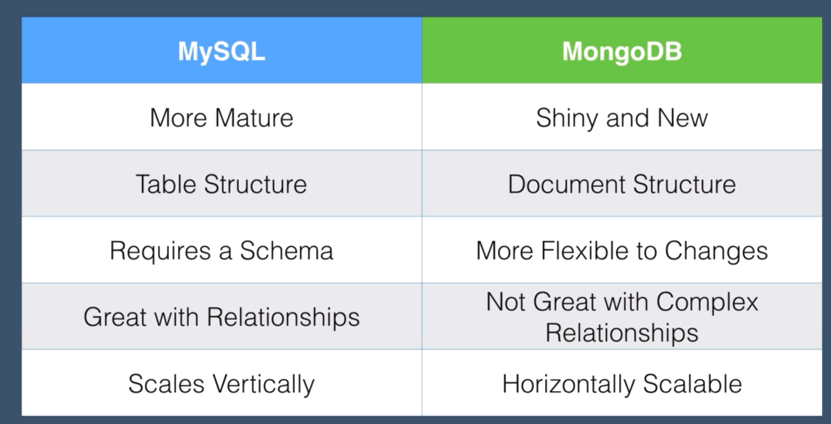 MySQL
MongoDB
More Mature
Shiny and New
Table Structure
Document Structure
Requires a Schema
More Flexible to Changes
Great with Relationships
Not Great with Complex
Relationships
Scales Vertically
Horizontally Scalable